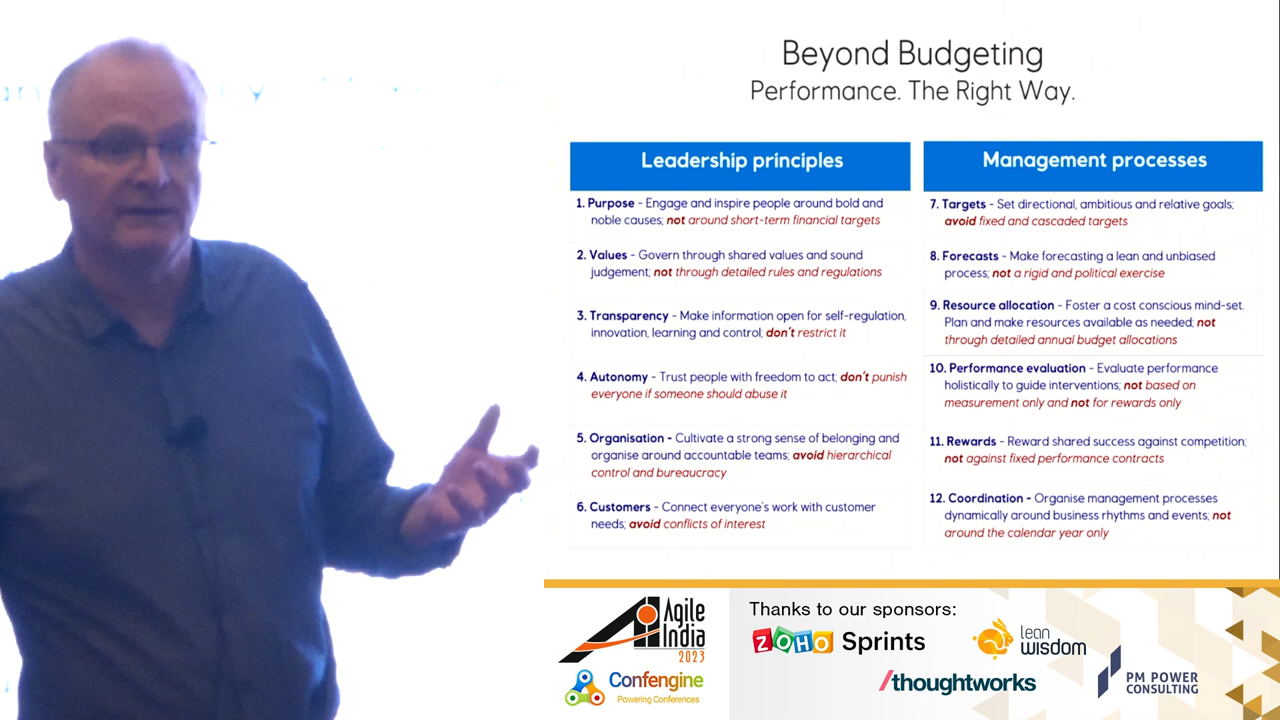 Beyond Budgeting
Performance. The Right Way.
Leadership principles
1. Purpose - Engage and inspire people around bold and
noble causes; not around short-term financial targets
2. Values - Govern through shared values and sound
judgement; not through detailed rules and regulations
3. Transparency - Make information open for self-regulation,
innovation, learning and control; don't restrict it
4. Autonomy - Trust people with freedom to act; don't punish
everyone if someone should abuse it
5. Organisation - Cultivate a strong sense of belonging and
organise around accountable teams; avoid hierarchical
control and bureaucracy
6. Customers - Connect everyone's work with customer
needs; avoid conflicts of interest
Management processes
7. Targets - Set directional, ambitious and relative goals;
avoid fixed and cascaded targets
8. Forecasts - Make forecasting a lean and unbiased
process; not a rigid and political exercise
9. Resource allocation - Foster a cost conscious mind-set.
Plan and make resources available as needed; not
through detailed annual budget allocations
10. Performance evaluation - Evaluate performance
holistically to guide interventions; not based on
measurement only and not for rewards only
11. Rewards - Reward shared success against competition;
not against fixed performance contracts
12. Coordination - Organise management processes
dynamically around business rhythms and events; not
around the calendar year only
Agile
India
2023
Confengine
Powering Conferences
Thanks to our sponsors:
ZOHO Sprints
lean
wisdom
/thoughtworks
PM POWER
CONSULTING